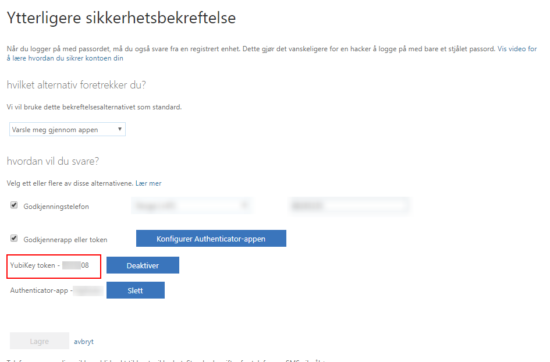 Ytterligere sikkerhetsbekreftelse
Når du logger på med passordet, må du også svare fra en registrert enhet. Dette gjør det vanskeligere for en hacker å logge på med bare et stjålet passord. Vis video for
å lære hvordan du sikrer kontoen din
hvilket alternativ foretrekker du?
Vi vil bruke dette bekreftelsesalternativet som standard.
Varsle meg gjennom appen
hvordan vil du svare?
Velg ett eller flere av disse alternativene. Lær mer
Godkjenningstelefon
Godkjennerapp eller token Konfigurer Authenticator-appen
YubiKey token - 08 Deaktiver
Authenticator-app - Slett
Lagre avbryt